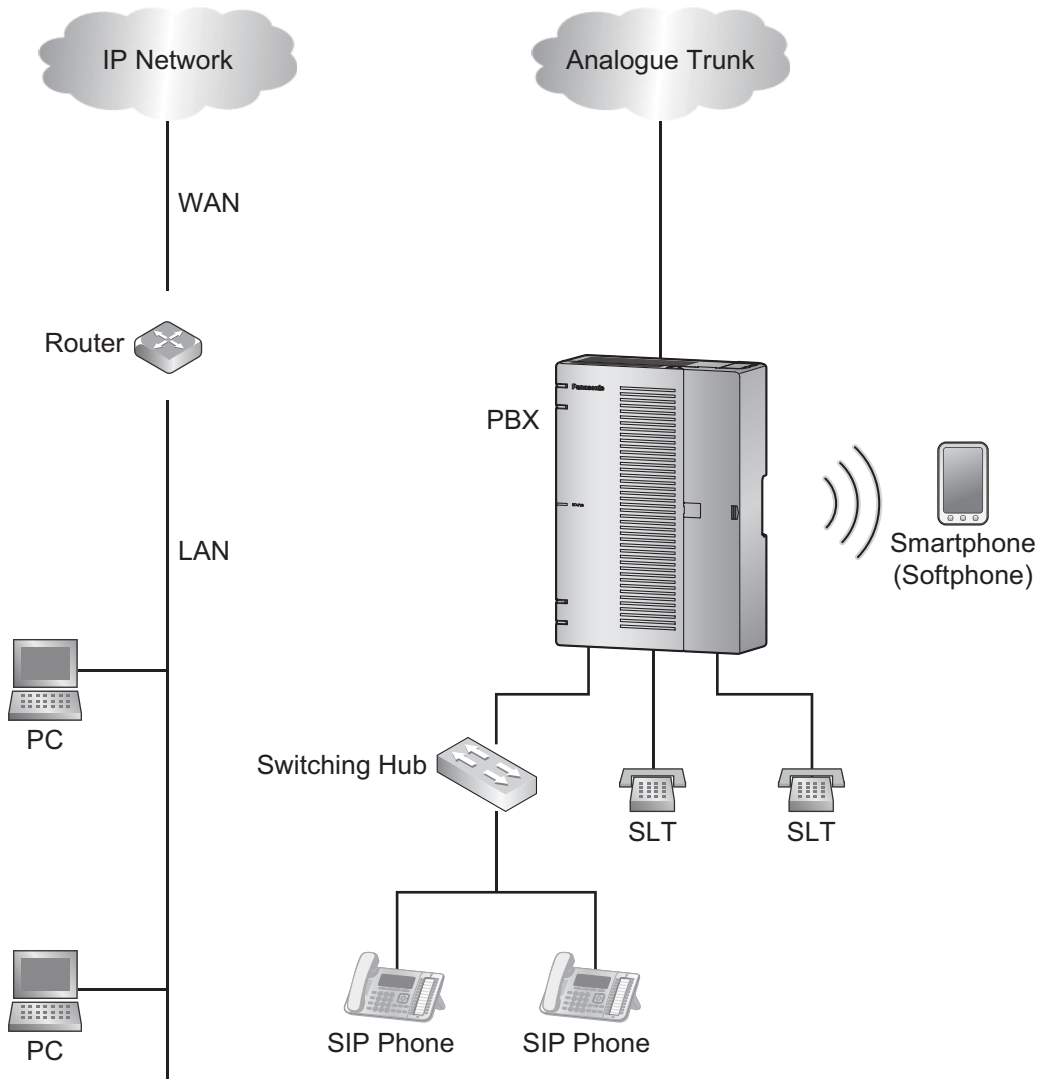 IP Network
Analogue Trunk
WAN
Router
Panasonic
PBX
LAN
Smartphone
(Softphone)
PC
Switching Hub
SLT
SLT
PC
SIP Phone
SIP Phone